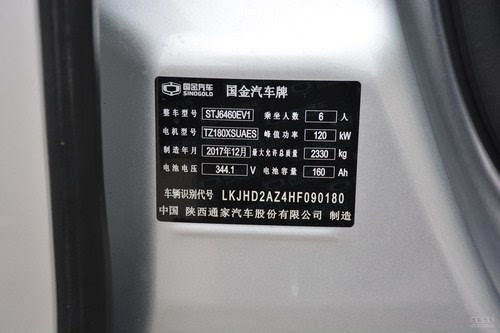 国金汽车 SINOGOLD 国金汽车牌
整车型号 STJ6460EV1 乘坐人数 6 人
电机型号 TZ180XSUAES 峰值功率 120 kW
制造年月 2017年12月 最大允许总质量 2330 kg
电池电压 344.1 V 电池容量 160 Ah
车辆识别代号 LKJHD2AZ4HF090180
中国 陕西通家汽车股份有限公司 制造